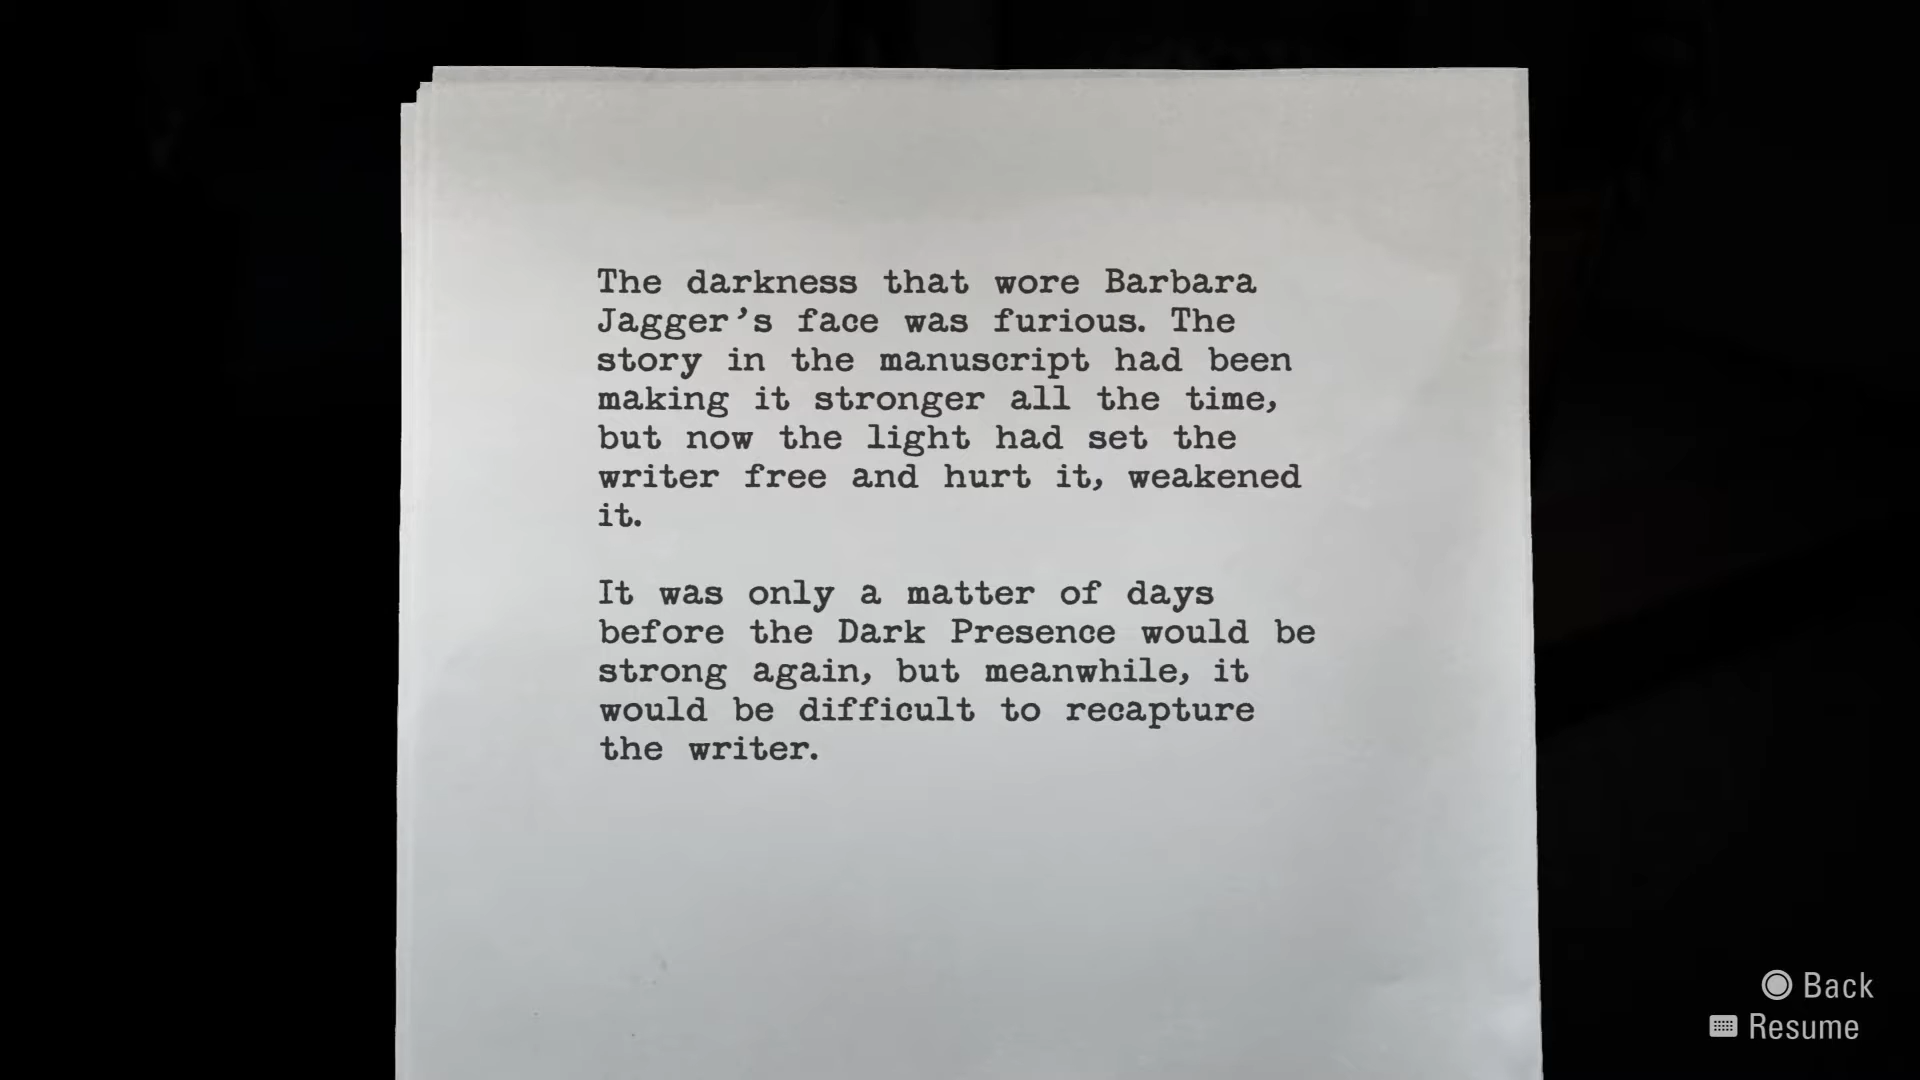 The darkness that wore Barbara
Jagger’s face was furious. The
story in the manuscript had been
making it stronger all the time,
but now the light had set the
writer free and hurt it, weakened
it.
It was only a matter of days
before the Dark Presence would be
strong again, but meanwhile, it
would be difficult to recapture
the writer.
Back
Resume